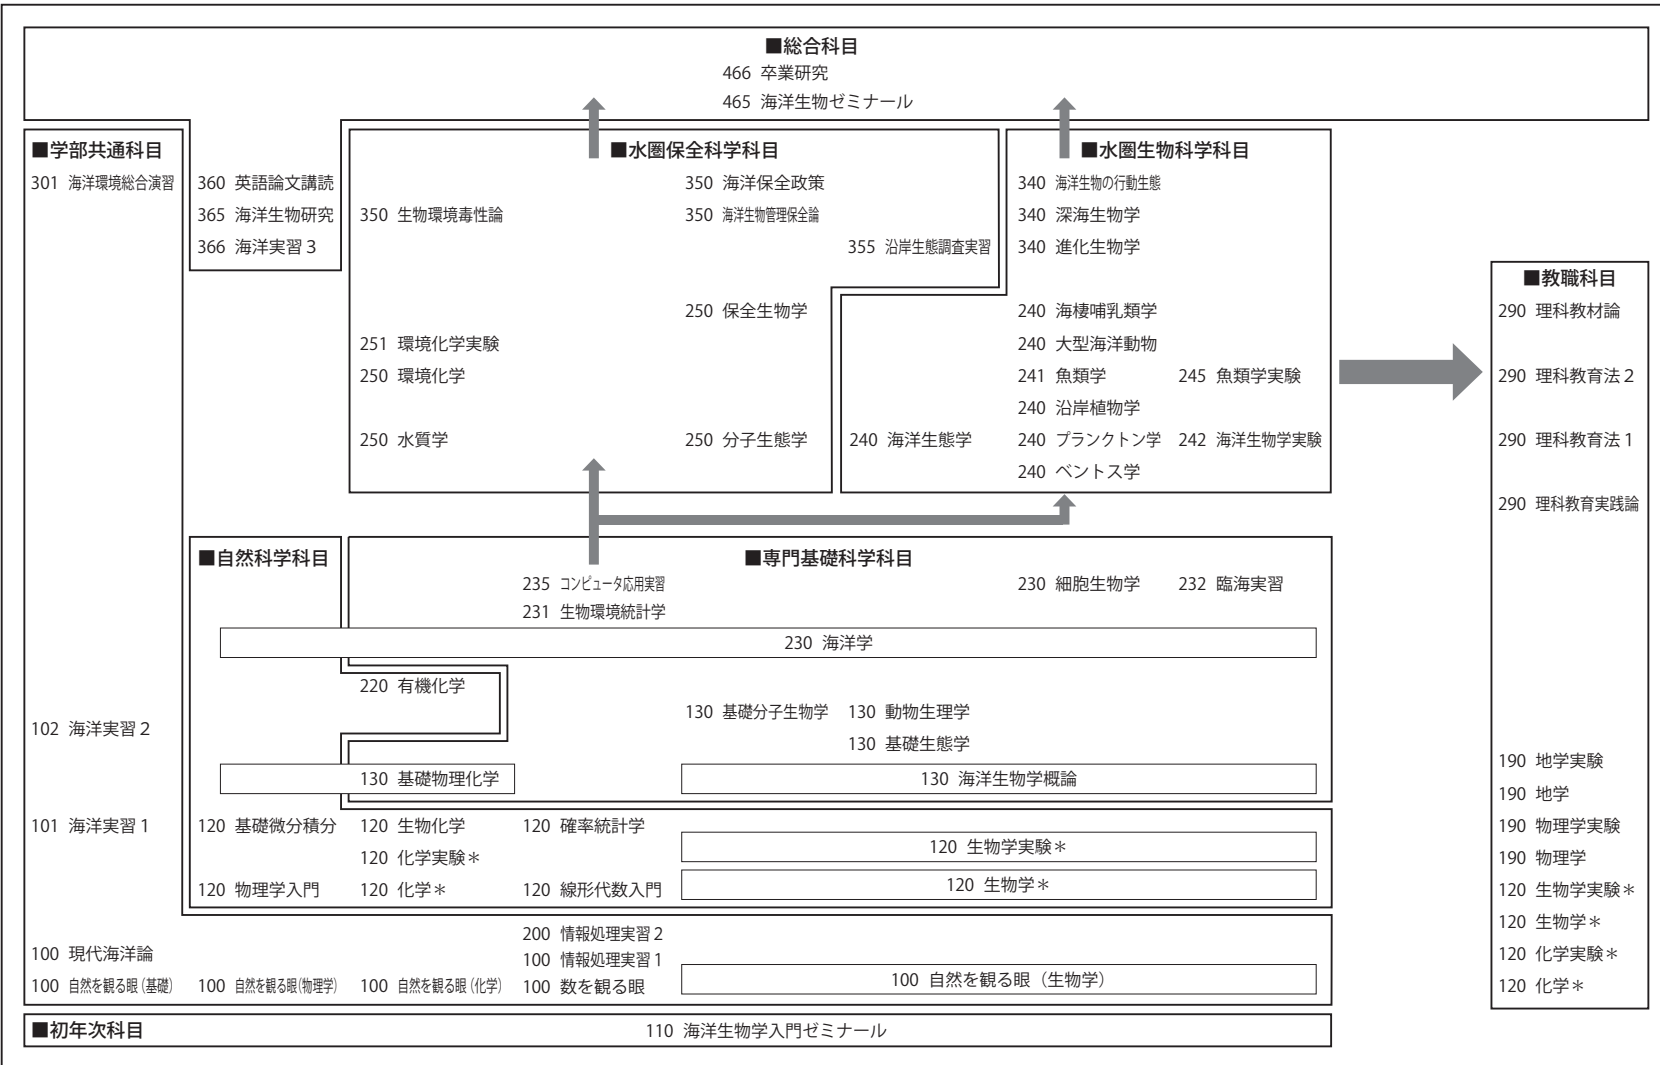 ■総合科目
466 卒業研究
465 海洋生物ゼミナール
■学部共通科目
301 海洋環境総合演習
360 英語論文講読
365 海洋生物研究
366 海洋実習3
■水圏保全科学科目
350 海洋保全政策
350 生物環境毒性論
350 海洋生物管理保全論
355 沿岸生態調査実習
250 保全生物学
251 環境化学実験
250 環境化学
250 水質学
250 分子生態学
■水圏生物科学科目
340 海洋生物の行動生態
340 深海生物学
340 進化生物学
240 海棲哺乳類学
240 大型海洋動物
241 魚類学
245 魚類学実験
240 沿岸植物学
240 海洋生態学
240 プランクトン学
242 海洋生物学実験
240 ベントス学
■教職科目
290 理科教材論
290 理科教育法2
290 理科教育法1
290 理科教育実践論
190 地学実験
190 地学
190 物理学実験
190 物理学
120 生物学実験＊
120 生物学＊
120 化学実験＊
120 化学＊
■自然科学科目
■専門基礎科学科目
235 コンピュータ応用実習
230 細胞生物学
232 臨海実習
231 生物環境統計学
230 海洋学
220 有機化学
130 基礎分子生物学
130 動物生理学
130 基礎生態学
102 海洋実習2
130 基礎物理化学
130 海洋生物学概論
101 海洋実習1
120 基礎微分積分
120 生物化学
120 確率統計学
120 生物学実験＊
120 化学実験＊
120 物理学入門
120 化学＊
120 線形代数入門
120 生物学＊
200 情報処理実習2
100 現代海洋論
100 情報処理実習1
100 自然を観る眼（基礎）
100 自然を観る眼（物理学）
100 自然を観る眼（化学）
100 数を観る眼
100 自然を観る眼（生物学）
■初年次科目
110 海洋生物学入門ゼミナール